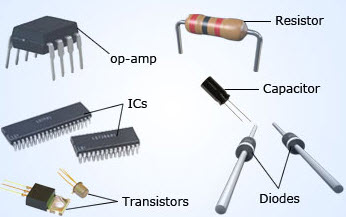 Resistor
op-amp
Capacitor
ICs
Transistors
Diodes